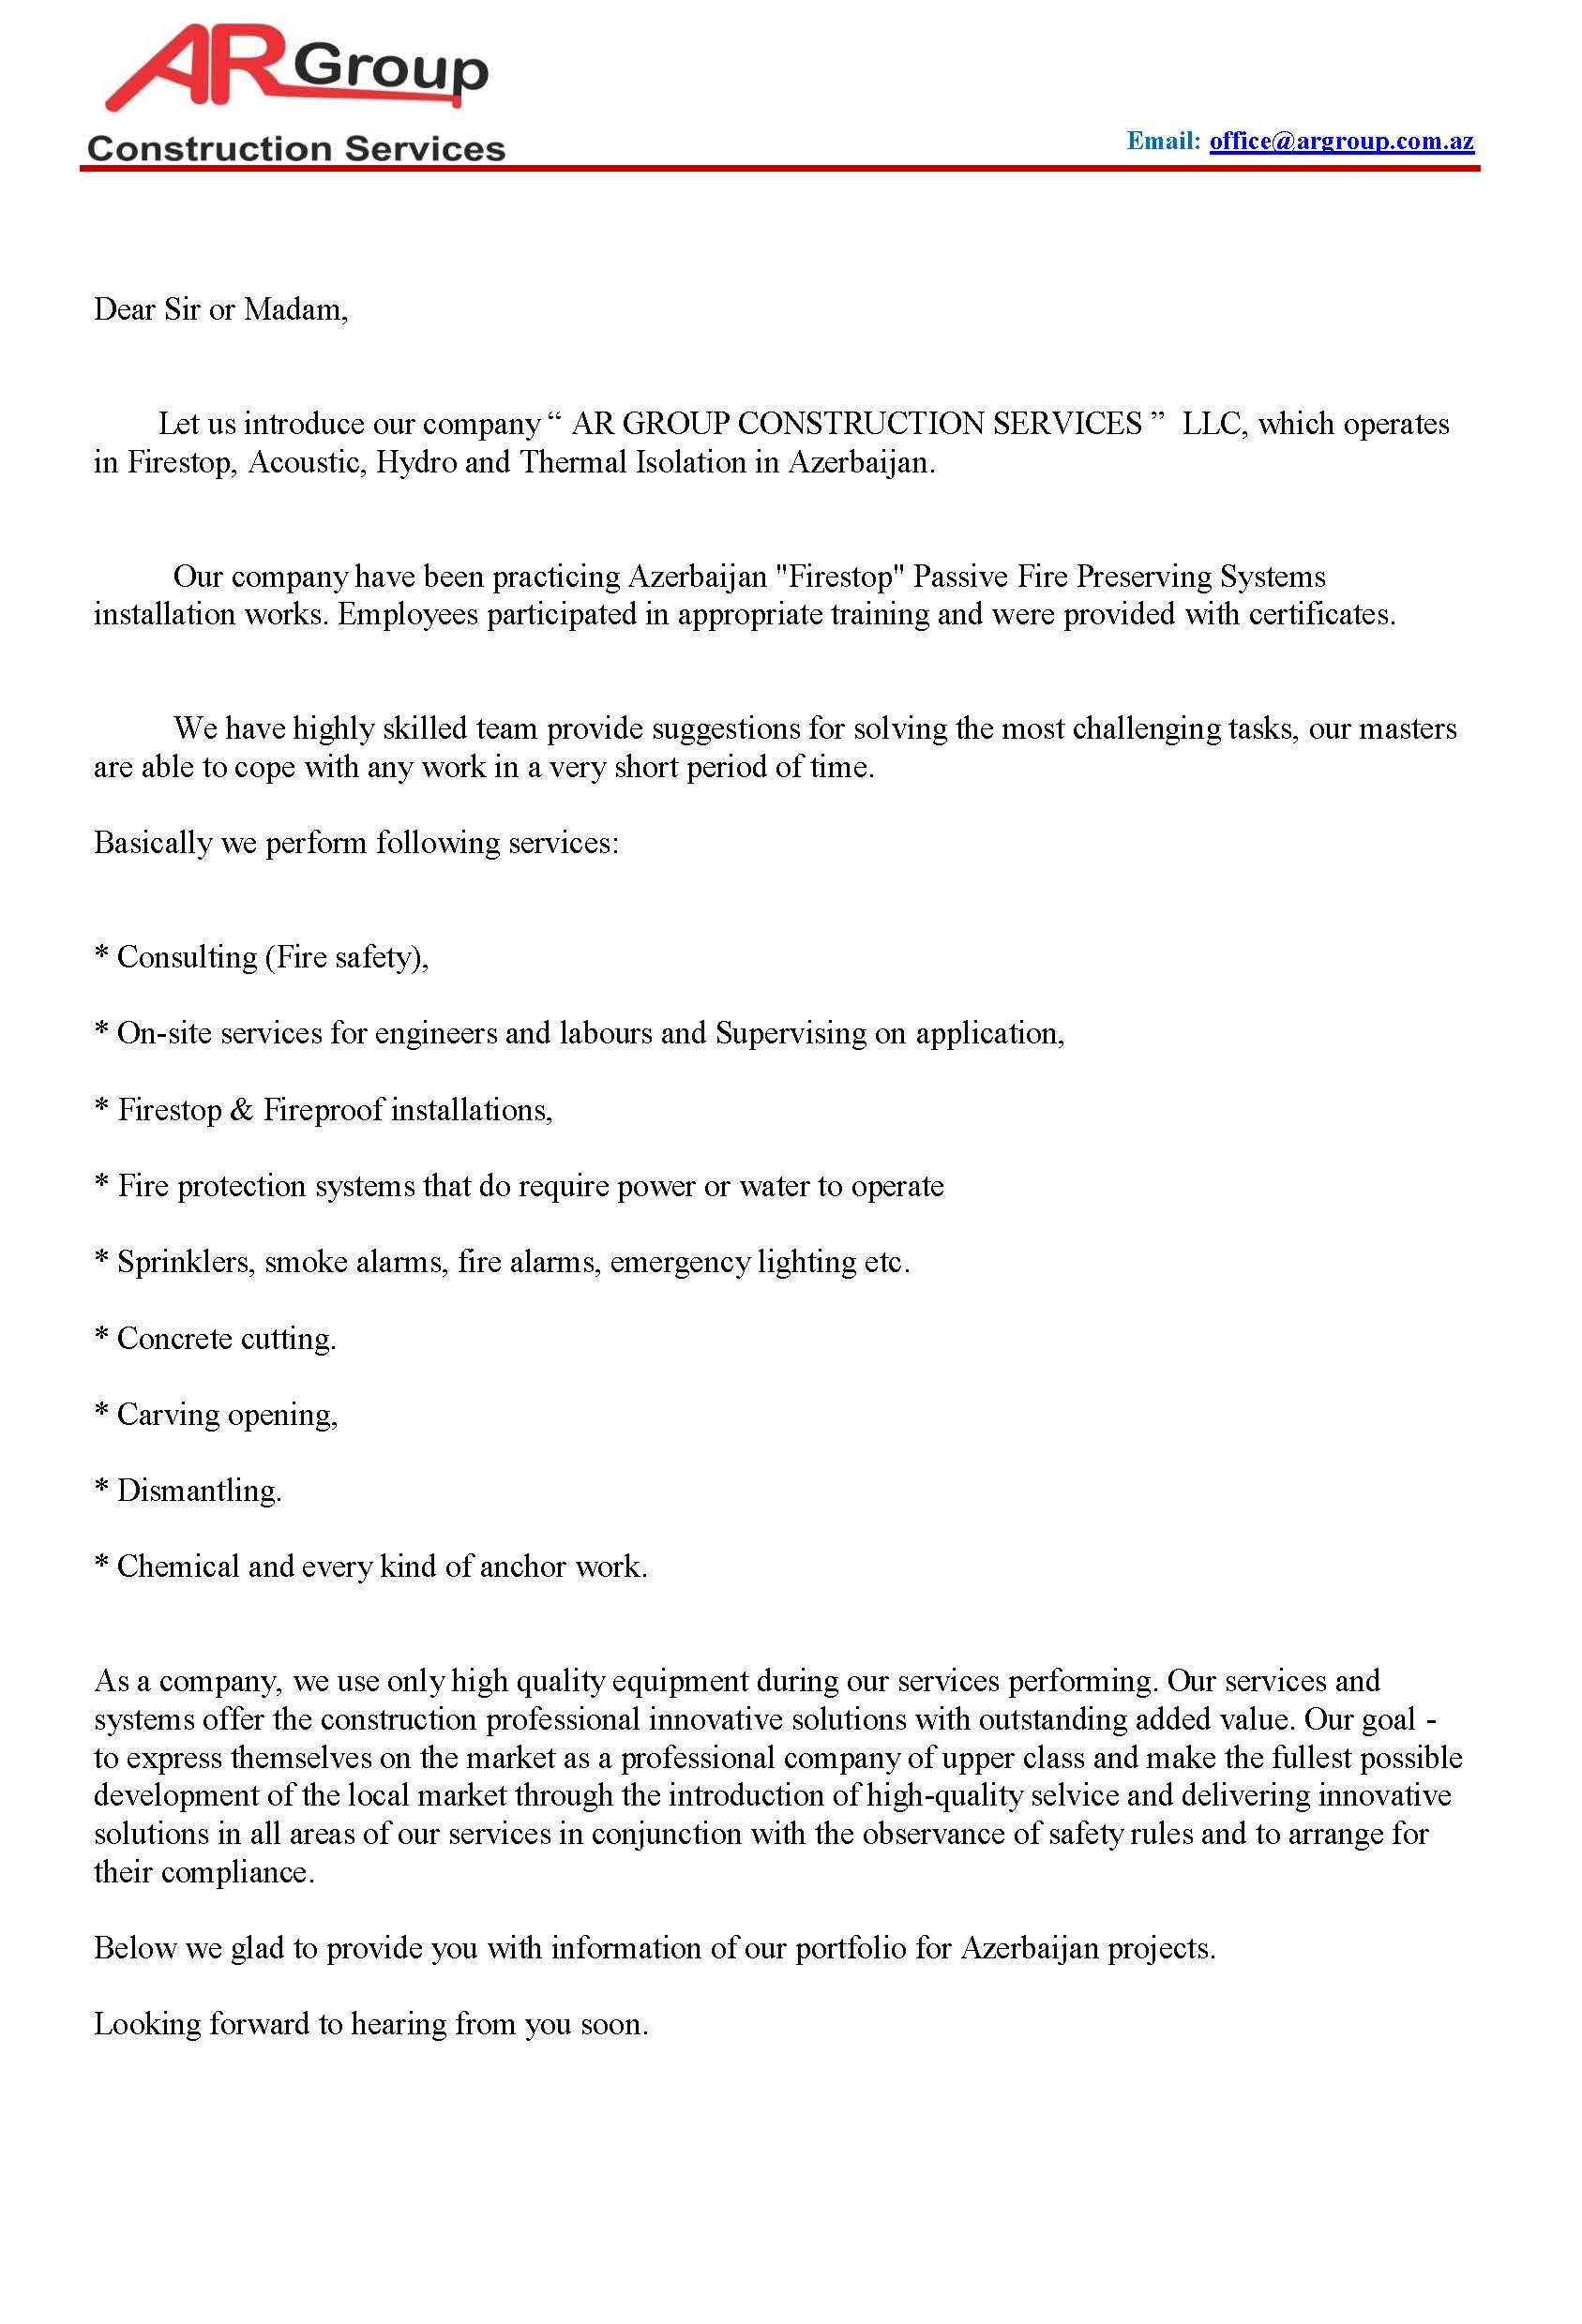 AR Group
Construction Services
Email: office@argroup.com.az
Dear Sir or Madam,
Let us introduce our company “ AR GROUP CONSTRUCTION SERVICES ” LLC, which operates
in Firestop, Acoustic, Hydro and Thermal Isolation in Azerbaijan.
Our company have been practicing Azerbaijan "Firestop" Passive Fire Preserving Systems
installation works. Employees participated in appropriate training and were provided with certificates.
We have highly skilled team provide suggestions for solving the most challenging tasks, our masters
are able to cope with any work in a very short period of time.
Basically we perform following services:
* Consulting (Fire safety),
* On-site services for engineers and labours and Supervising on application,
* Firestop & Fireproof installations,
* Fire protection systems that do require power or water to operate
* Sprinklers, smoke alarms, fire alarms, emergency lighting etc.
* Concrete cutting.
* Carving opening,
* Dismantling.
* Chemical and every kind of anchor work.
As a company, we use only high quality equipment during our services performing. Our services and
systems offer the construction professional innovative solutions with outstanding added value. Our goal -
to express themselves on the market as a professional company of upper class and make the fullest possible
development of the local market through the introduction of high-quality selvice and delivering innovative
solutions in all areas of our services in conjunction with the observance of safety rules and to arrange for
their compliance.
Below we glad to provide you with information of our portfolio for Azerbaijan projects.
Looking forward to hearing from you soon.